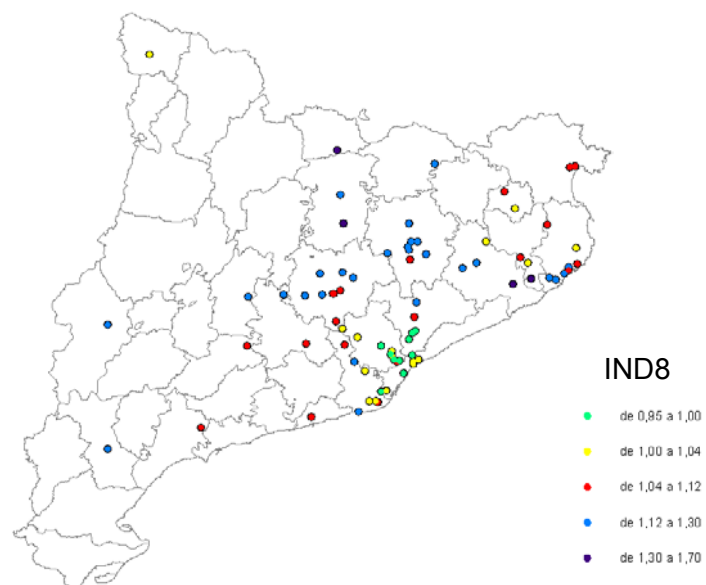 IND8
de 0,95 a 1,00
de 1,00 a 1,04
de 1,04 a 1,12
de 1,12 a 1,30
de 1,30 a 1,70